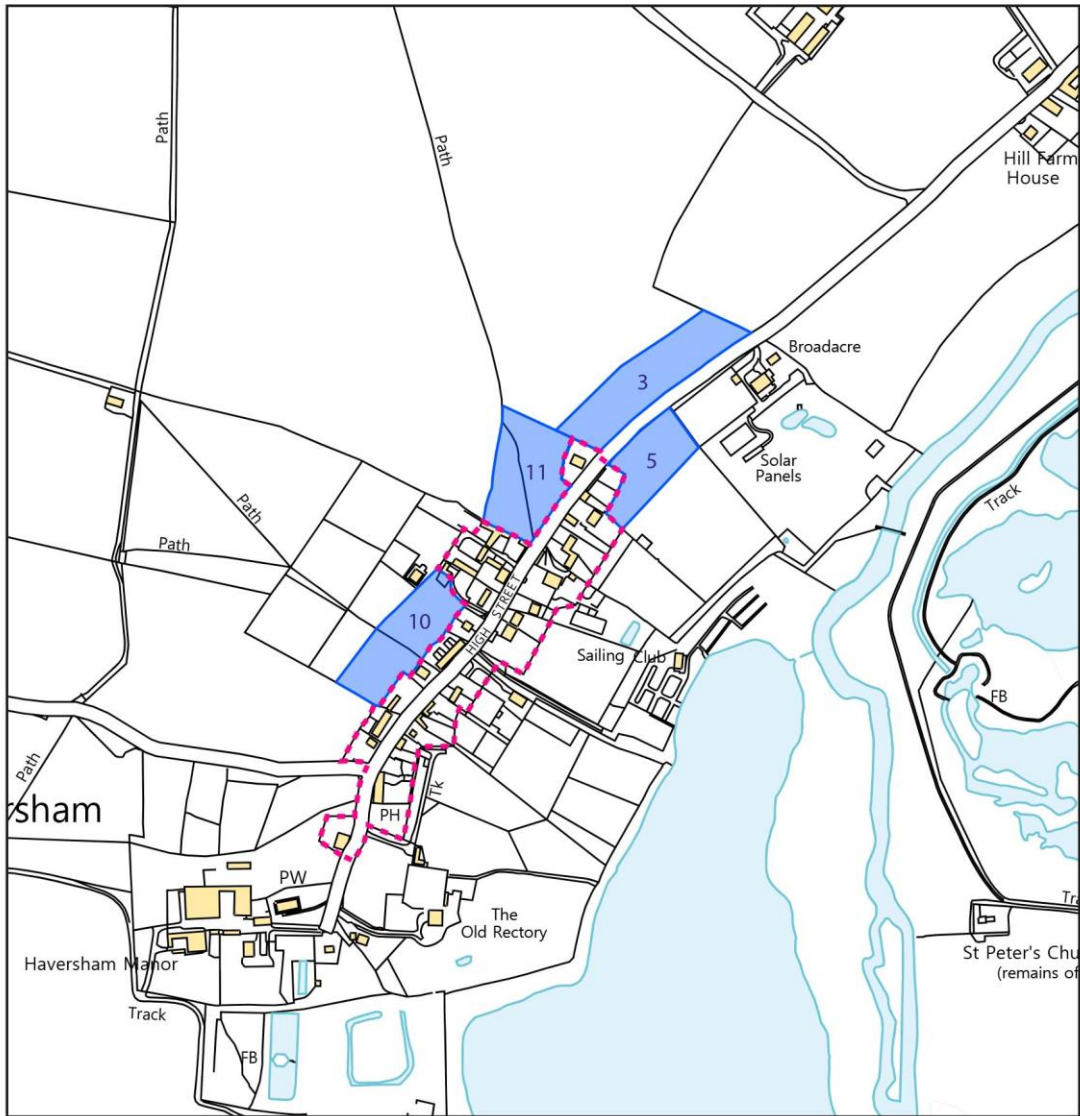 Path
Path
Hill Farm
House
3
Broadacre
11
5
Solar
Panels
Track
Path
Path
10
HIGH STREET
Sailing Club
FB
Path
sham
Tk
PH
PW
The
Old Rectory
Tra
St Peter's Chu
(remains of
Haversham Manor
Track
FB